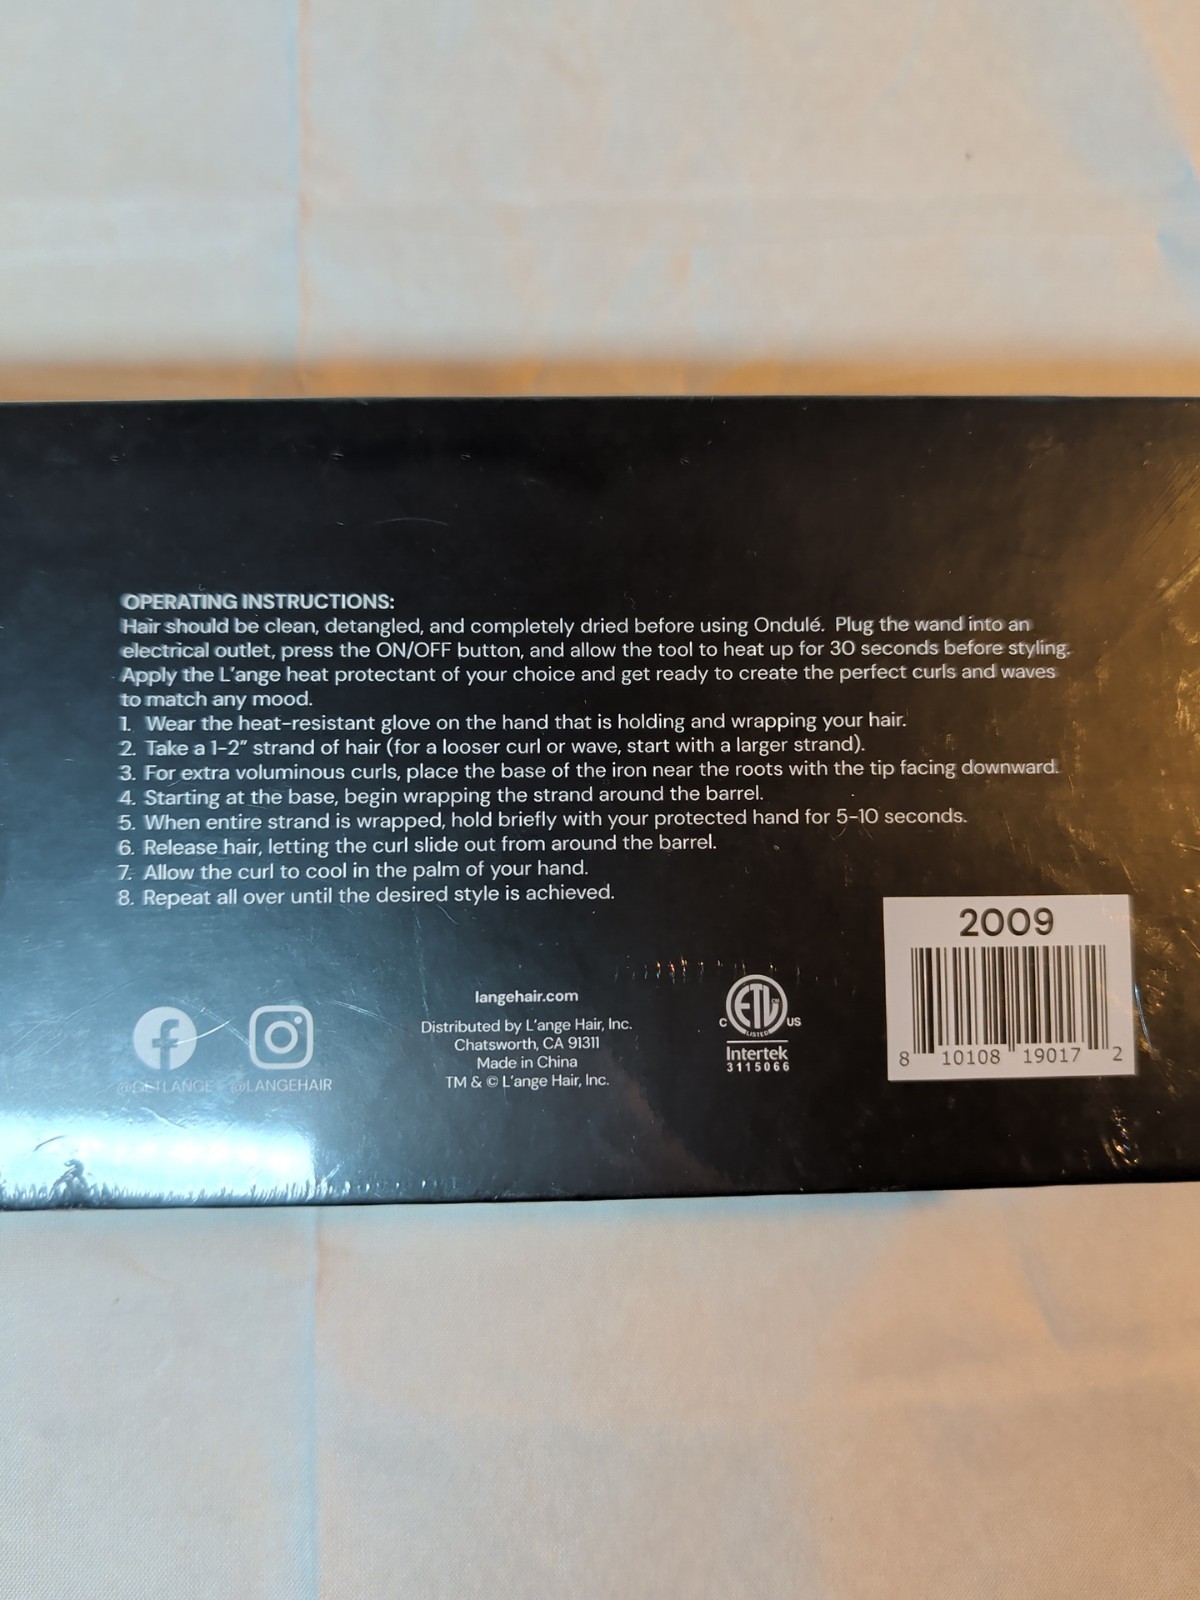 OPERATING INSTRUCTIONS:
Hair should be clean, detangled, and completely dried before using Ondulé. Plug the wand into an
electrical outlet, press the ON/OFF button, and allow the tool to heat up for 30 seconds before styling.
Apply the L'ange heat protectant of your choice and get ready to create the perfect curls and waves
to match any mood.
1. Wear the heat-resistant glove on the hand that is holding and wrapping your hair.
2. Take a 1-2" strand of hair (for a looser curl or wave, start with a larger strand).
3. For extra voluminous curls, place the base of the iron near the roots with the tip facing downward.
4. Starting at the base, begin wrapping the strand around the barrel.
5. When entire strand is wrapped, hold briefly with your protected hand for 5-10 seconds.
6. Release hair, letting the curl slide out from around the barrel.
7. Allow the curl to cool in the palm of your hand.
8. Repeat all over until the desired style is achieved.
@GETLANGE @LANGEHAIR
langehair.com
Distributed by L'ange Hair, Inc.
Chatsworth, CA 91311
Made in China
TM & © L'ange Hair, Inc.
ETL CM
LISTED
C US
Intertek
3115066
2009
8 10108 19017 2